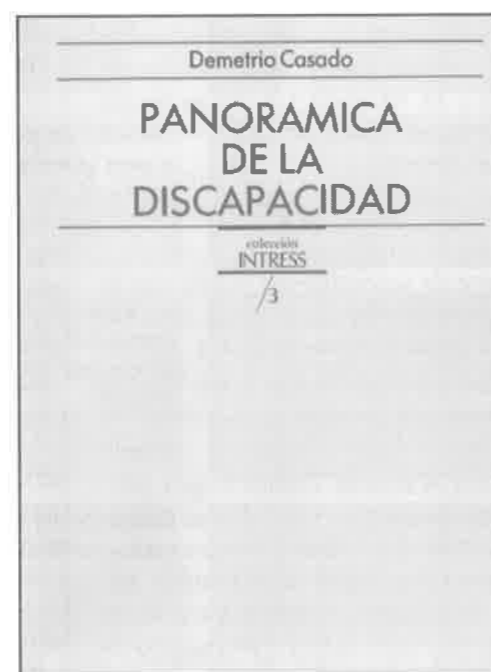 Demetrio Casado
PANORAMICA
DE LA
DISCAPACIDAD
colección
INTRESS
/3